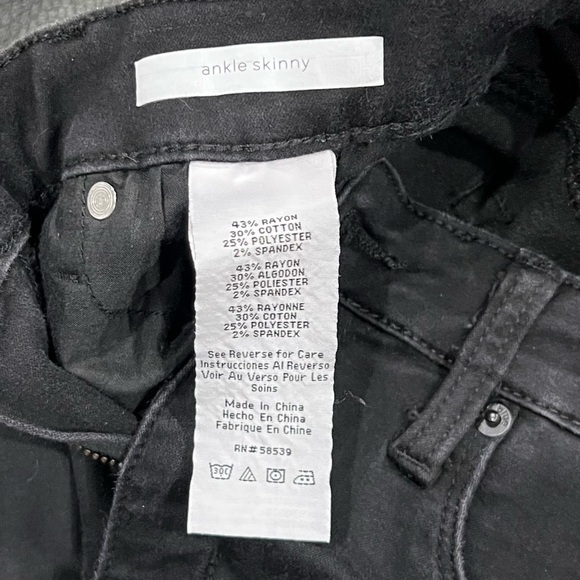 ankle skinny
43% RAYON
30% COTTON
25% POLYESTER
2% SPANDEX
43% RAYON
30% ALGODON
25% POLIESTER
2% SPANDEX
43% RAYONNE
30% COTON
25% POLYESTER
2% SPANDEX
See Reverse for Care
Instrucciones Al Reverso
Voir Au Verso Pour Les
Soins
Made In China
Hecho En China
Fabrique En Chine
RN# 58539
30C